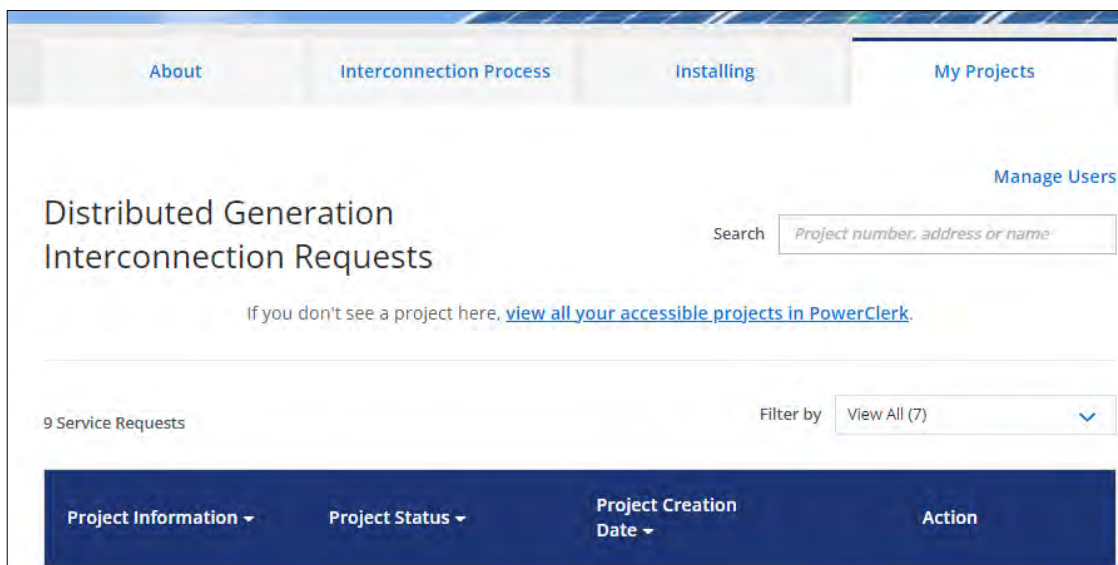 About Interconnection Process Installing My Projects
Manage Users
Distributed Generation
Interconnection Requests
Search Project number, address or name
If you don't see a project here, view all your accessible projects in PowerClerk.
9 Service Requests
Filter by View All (7)
Project Information Project Status Project Creation
Date Action